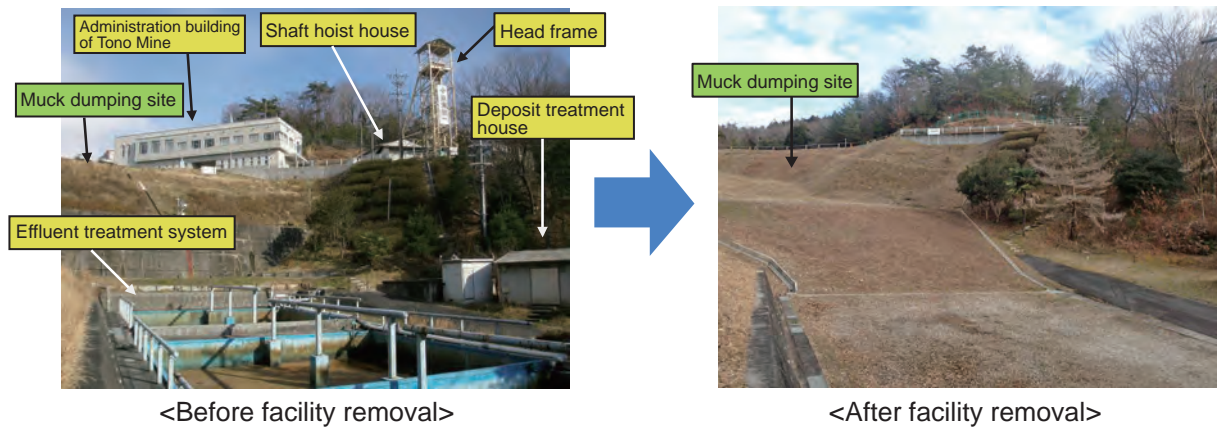 Administration building
of Tono Mine
Shaft hoist house
Head frame
Muck dumping site
Deposit treatment
house
Effluent treatment system
<Before facility removal>
Muck dumping site
<After facility removal>